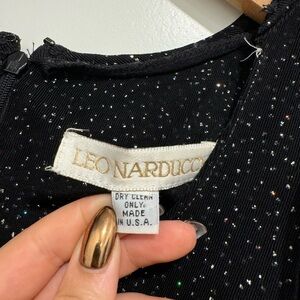 LEO NARDUCCI
DRY CLEAN
ONLY
MADE
IN U.S.A.